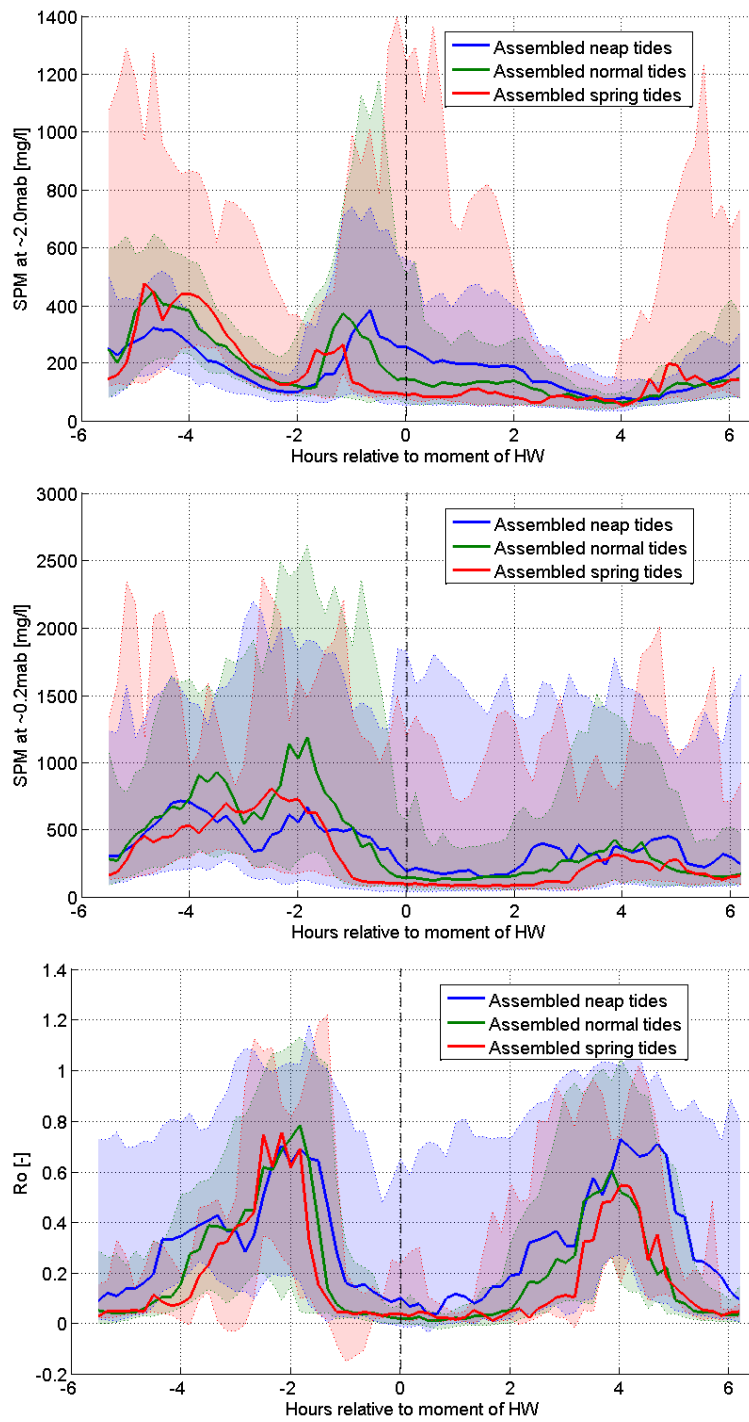 1400
1200
1000
800
600
400
200
0
SPM at ~2.0mab [mg/l]
Assembled neap tides
Assembled normal tides
Assembled spring tides
-6 -4 -2 0 2 4 6
Hours relative to moment of HW
3000
2500
2000
1500
1000
500
0
SPM at ~0.2mab [mg/l]
Assembled neap tides
Assembled normal tides
Assembled spring tides
-6 -4 -2 0 2 4 6
Hours relative to moment of HW
1.4
1.2
1
0.8
0.6
0.4
0.2
0
-0.2
Ro [-]
Assembled neap tides
Assembled normal tides
Assembled spring tides
-6 -4 -2 0 2 4 6
Hours relative to moment of HW